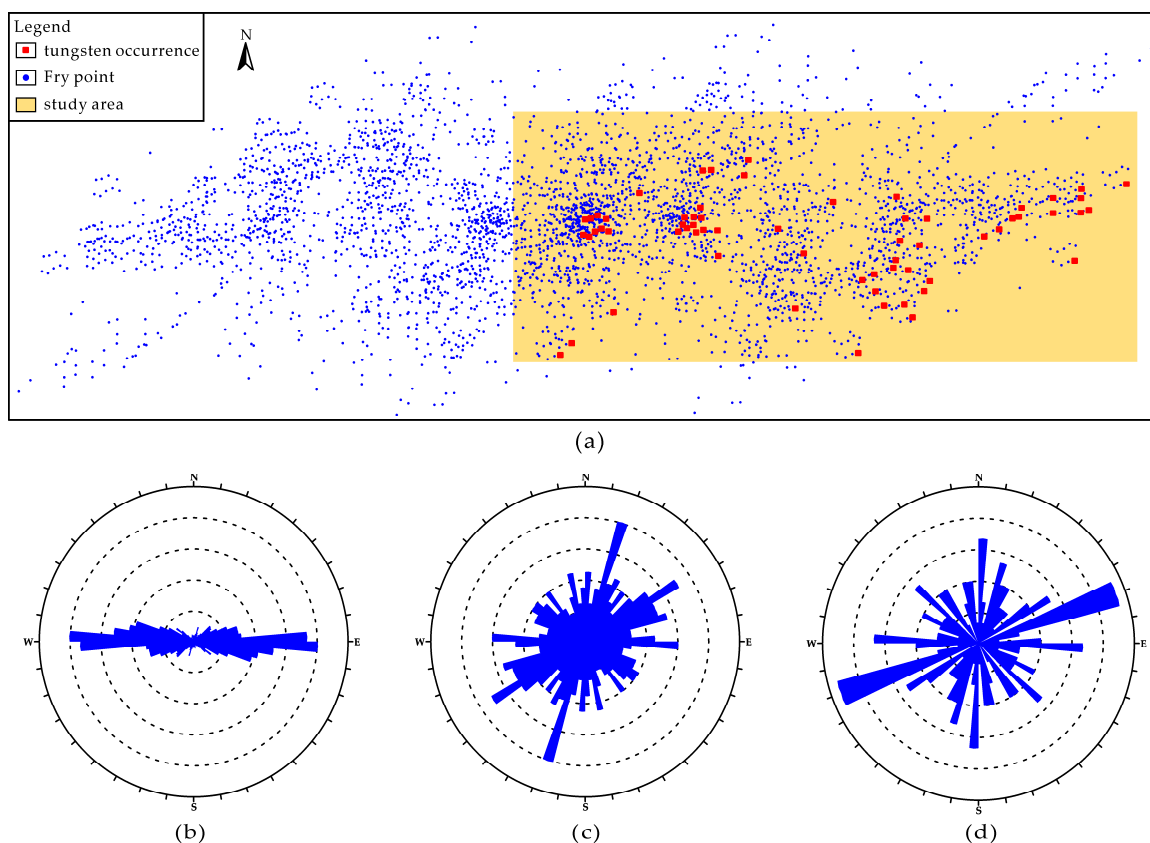 Legend
tungsten occurrence
Fry point
study area
N
(a)
N
W
E
S
(b)
N
W
E
S
(c)
N
W
E
S
(d)